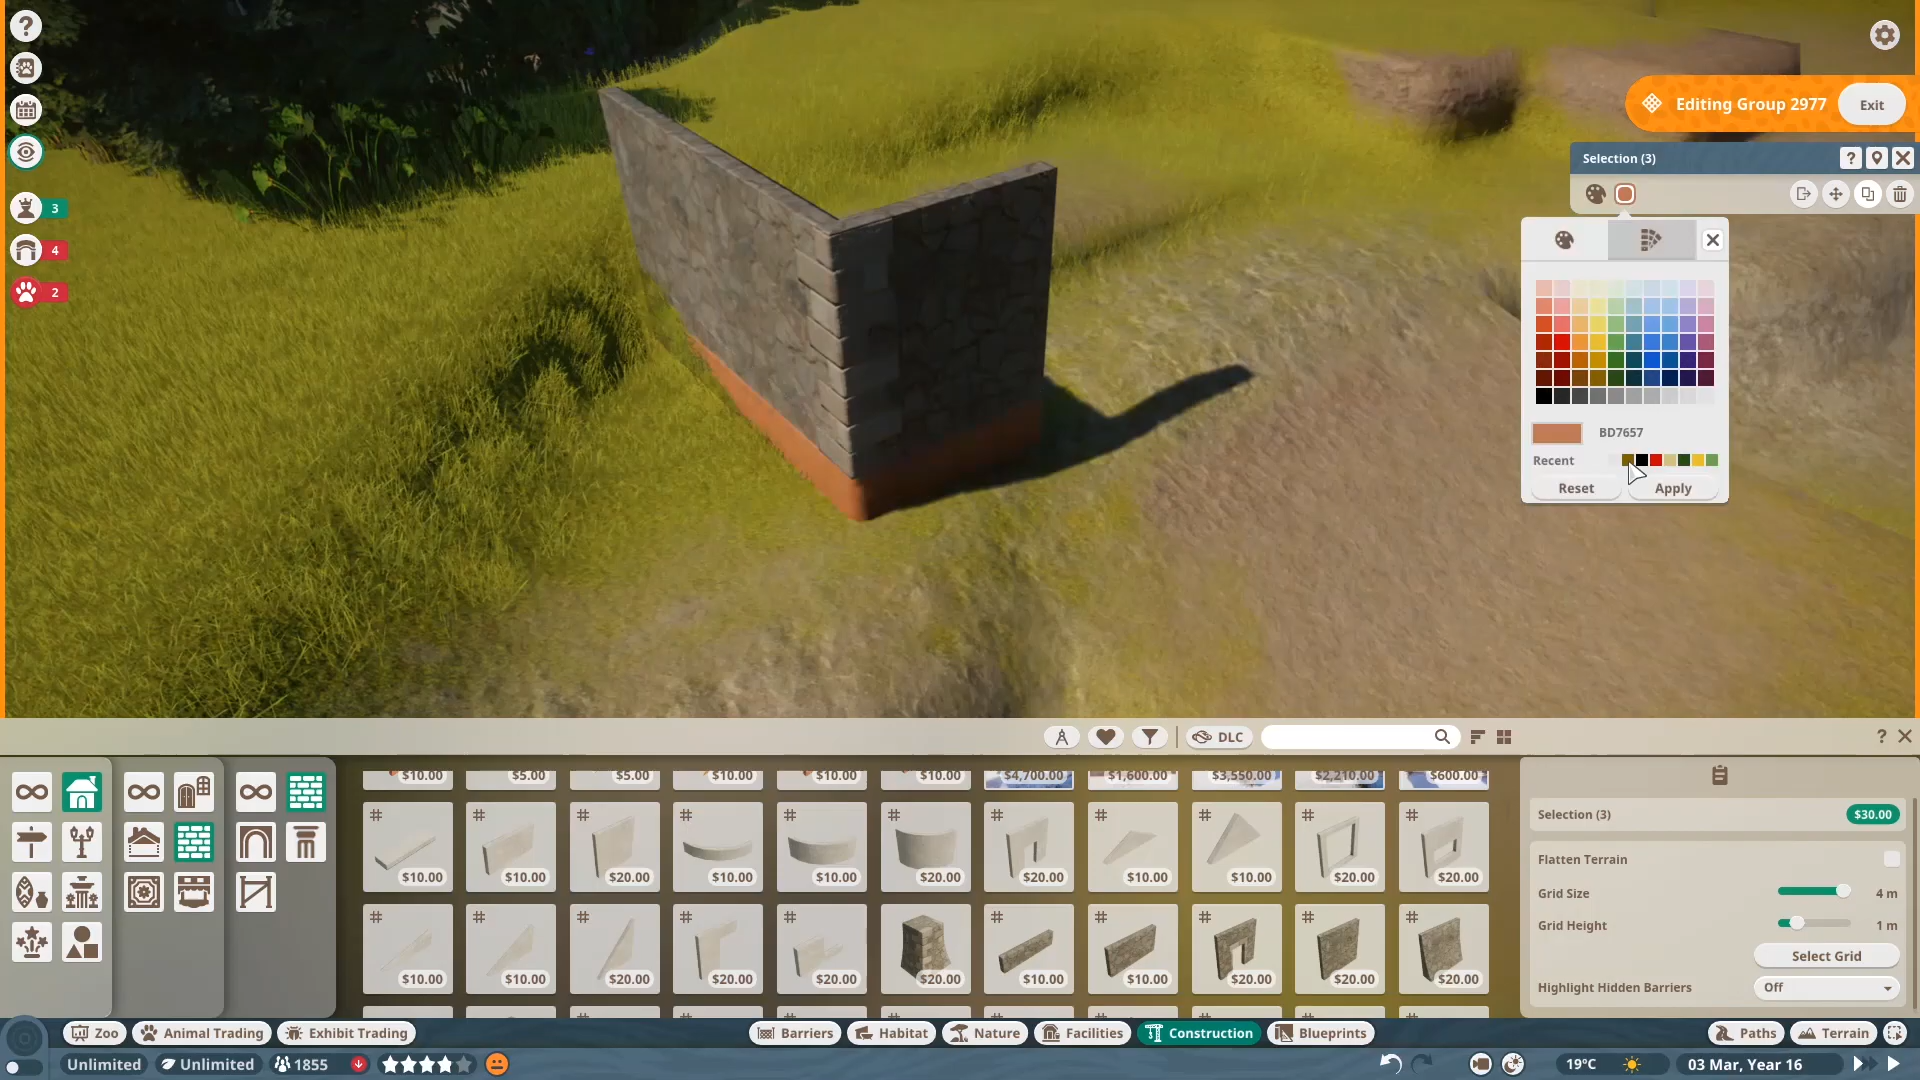 ?
Editing Group 2977
Exit
Selection (3)
?
3
4
2
BD7657
Recent
Reset
Apply
DLC
?
$10.00
$5.00
$5.00
$10.00
$10.00
$10.00
$4,700.00
$1,600.00
$3,550.00
$2,210.00
$600.00
$10.00
$10.00
$20.00
$10.00
$10.00
$20.00
$20.00
$10.00
$10.00
$20.00
$20.00
$10.00
$10.00
$20.00
$20.00
$20.00
$20.00
$10.00
$10.00
$20.00
$20.00
$20.00
Selection (3)
$30.00
Flatten Terrain
Grid Size
4 m
Grid Height
1 m
Select Grid
Highlight Hidden Barriers
Off
Zoo
Animal Trading
Exhibit Trading
Barriers
Habitat
Nature
Facilities
Construction
Blueprints
Paths
Terrain
Unlimited
Unlimited
1855
19°C
03 Mar, Year 16